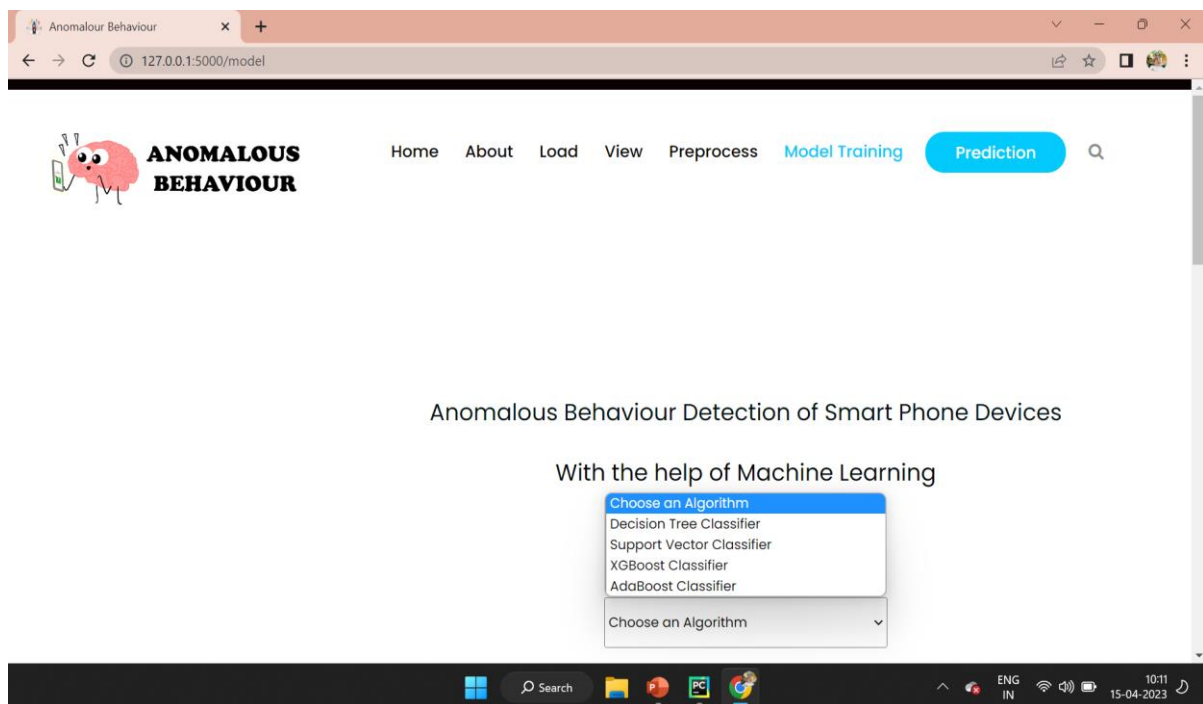 Anomalour Behaviour
127.0.0.1:5000/model
ANOMALOUS
BEHAVIOUR
Home About Load View Preprocess Model Training Prediction
Anomalous Behaviour Detection of Smart Phone Devices
With the help of Machine Learning
Choose an Algorithm
Decision Tree Classifier
Support Vector Classifier
XGBoost Classifier
AdaBoost Classifier
Choose an Algorithm
Search
P
PC
ENG
IN
10:11
15-04-2023